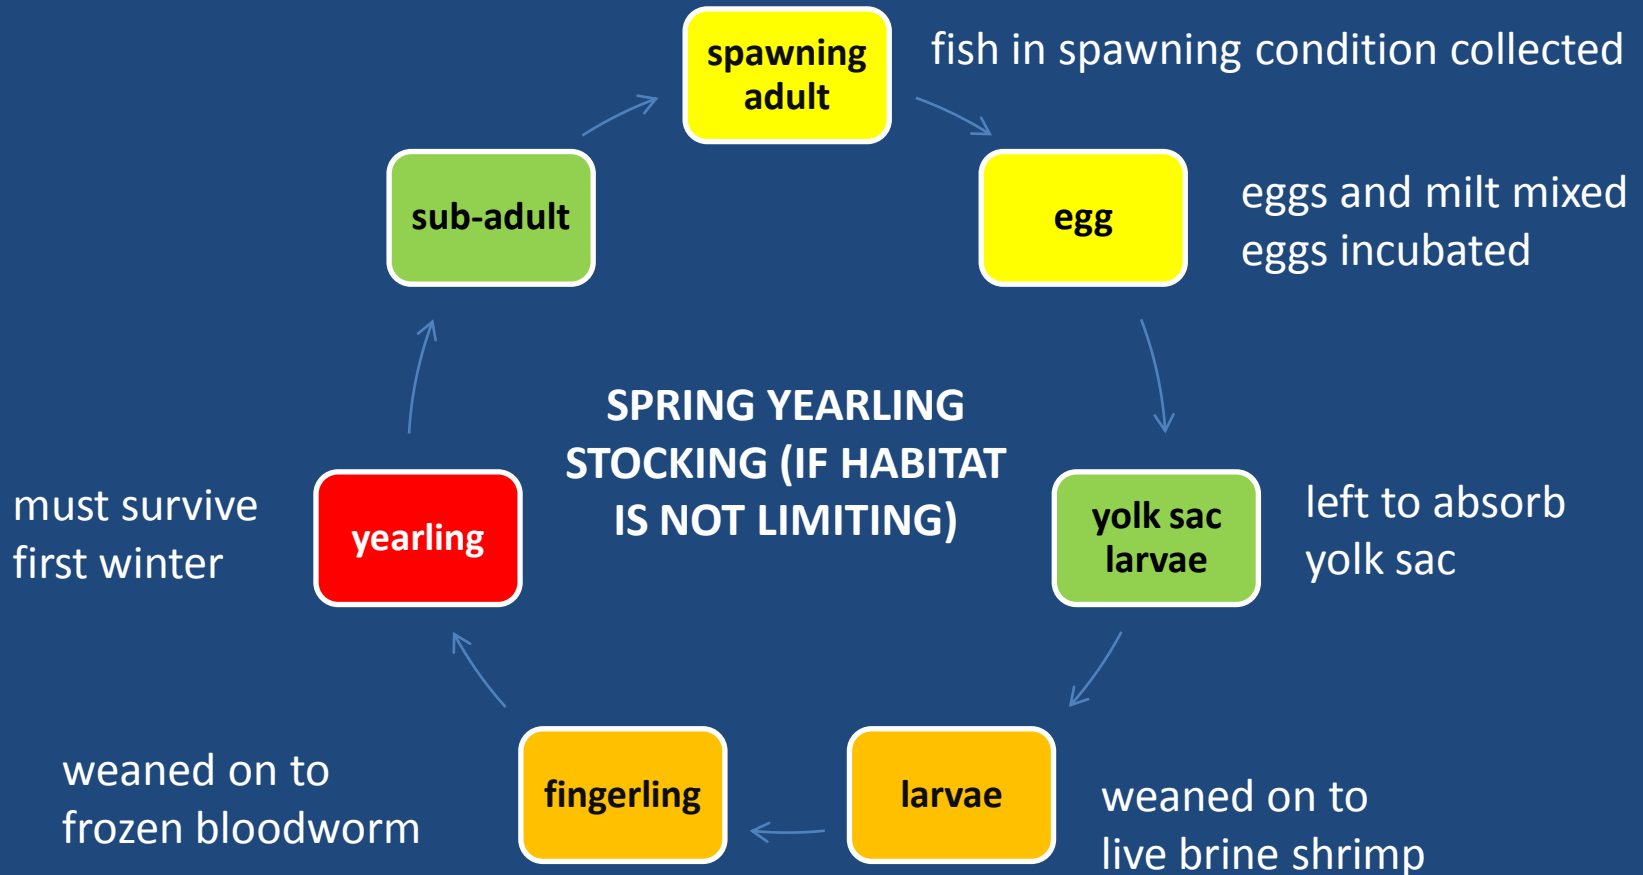 spawning
adult
fish in spawning condition collected
egg
eggs and milt mixed
eggs incubated
yolk sac
larvae
left to absorb
yolk sac
larvae
weaned on to
live brine shrimp
fingerling
weaned on to
frozen bloodworm
yearling
must survive
first winter
sub-adult
SPRING YEARLING
STOCKING (IF HABITAT
IS NOT LIMITING)